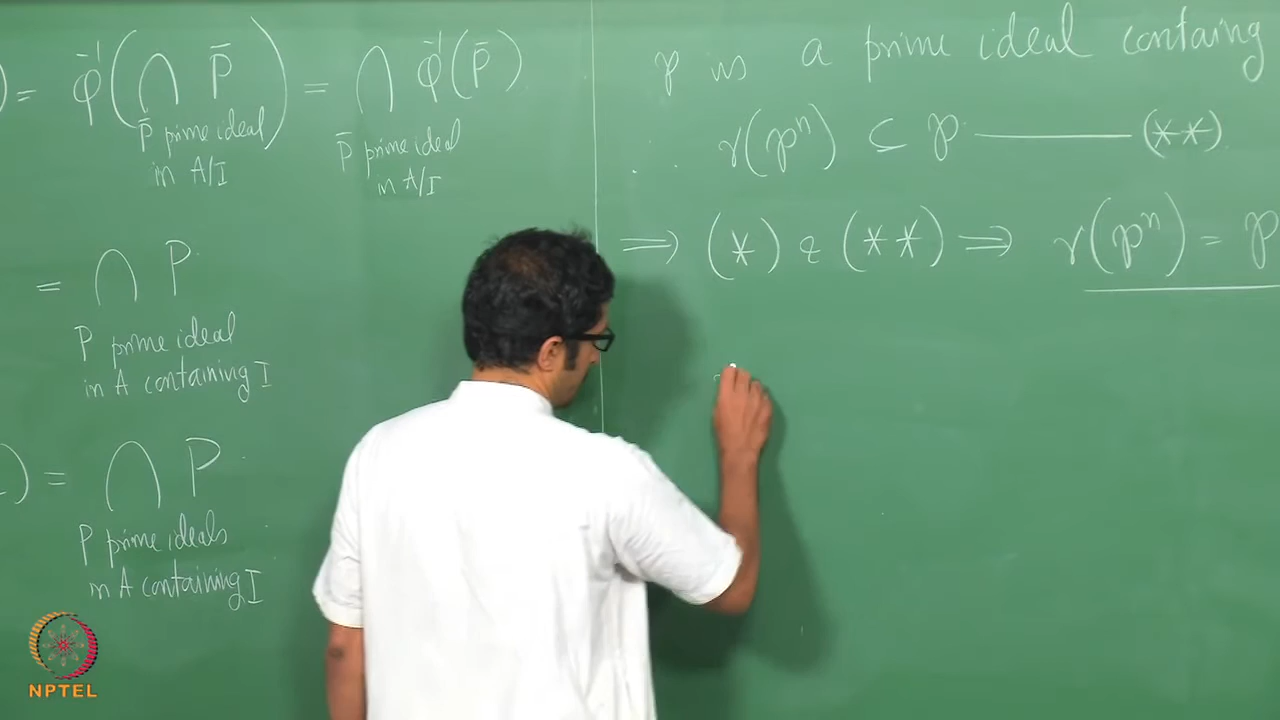 ) = φ̄¹(∩ P̄) = ∩ φ̄¹(P̄)
P̄ prime ideal
in A/I
P̄ prime ideal
in A/I
= ∩ P
P prime ideal
in A containing I
) = ∩ P
P prime ideals
in A containing I
p is a prime ideal containg
∴ r(pⁿ) ⊂ p — (**)
⟹ (*) & (**) ⟹ r(pⁿ) = p
NPTEL